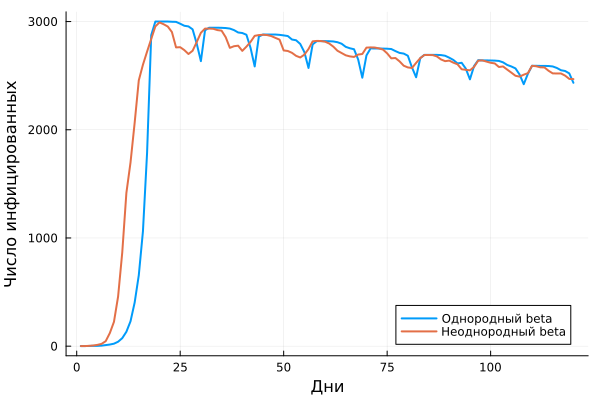 Число инфицированных
3000
2000
1000
0
0
25
50
75
100
Дни
Однородный beta
Неоднородный beta